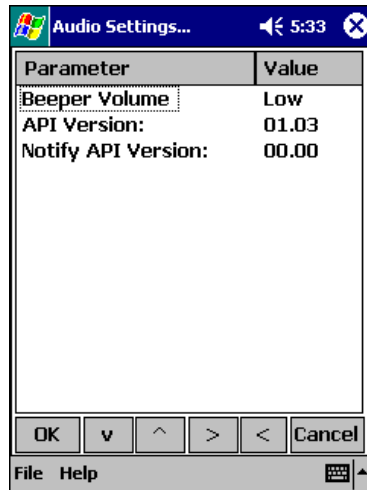 Audio Settings... 5:33
Parameter Value
Beeper Volume Low
API Version: 01.03
Notify API Version: 00.00
OK v ^ > < Cancel
File Help